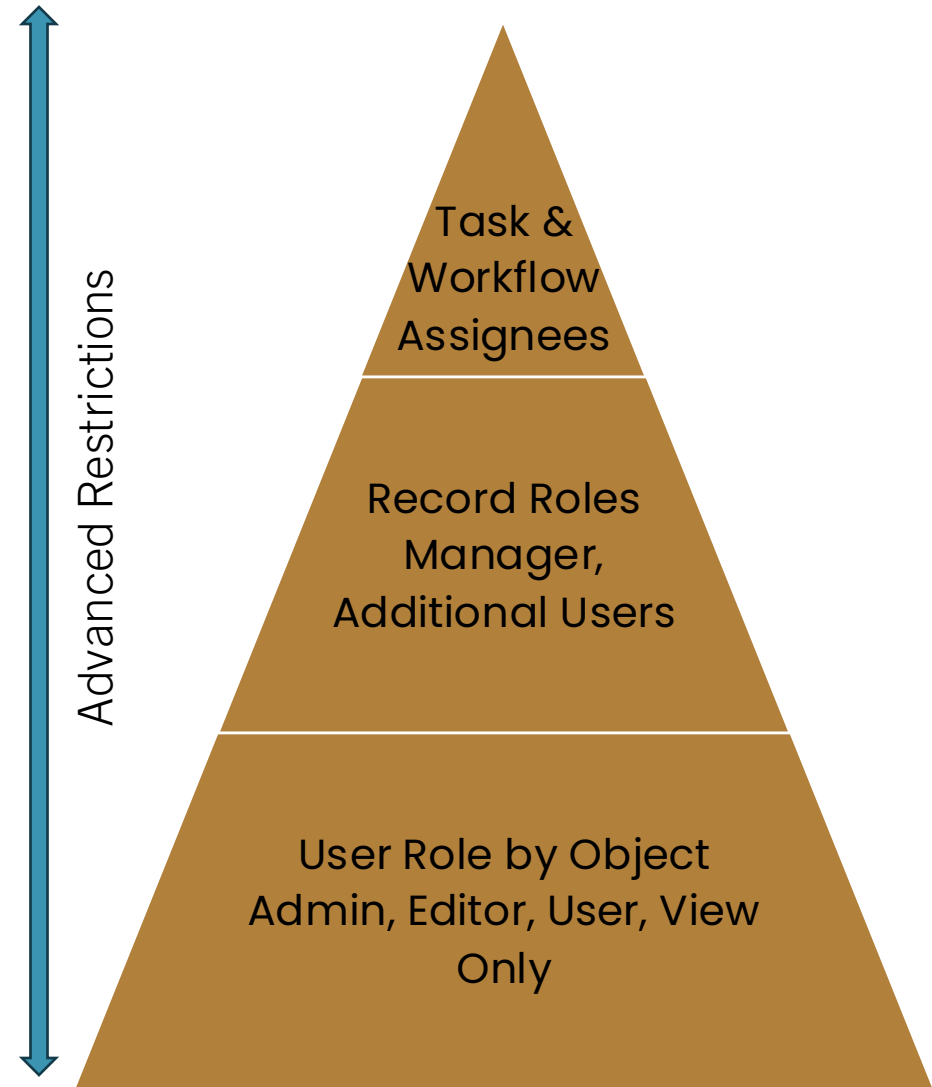 Advanced Restrictions
Task &
Workflow
Assignees
Record Roles
Manager,
Additional Users
User Role by Object
Admin, Editor, User, View
Only